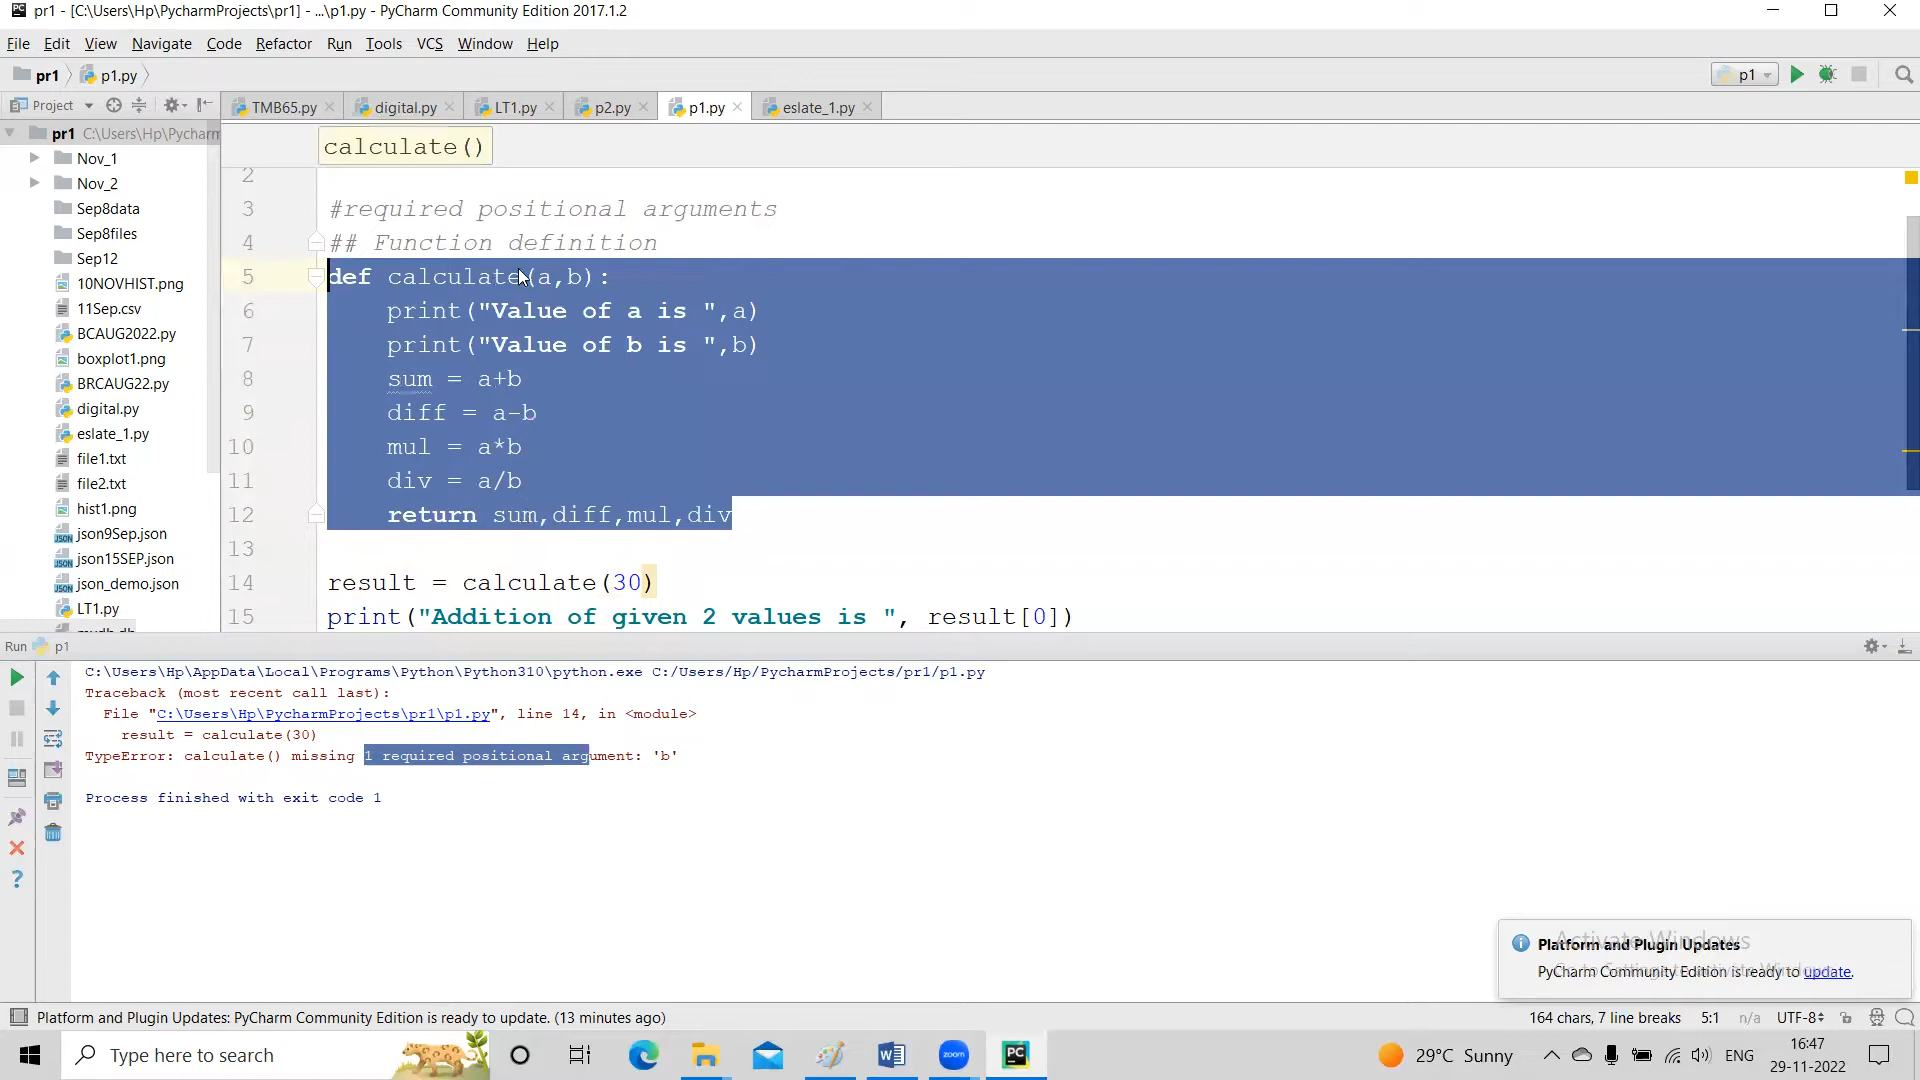 pr1 - [C:\Users\Hp\PycharmProjects\pr1] - ...\p1.py - PyCharm Community Edition 2017.1.2
File Edit View Navigate Code Refactor Run Tools VCS Window Help
pr1 p1.py p1
Project TMB65.py digital.py LT1.py p2.py p1.py eslate_1.py
pr1 C:\Users\Hp\Pycharm
calculate()
Nov_1
Nov_2
Sep8data
Sep8files
Sep12
10NOVHIST.png
11Sep.csv
BCAUG2022.py
boxplot1.png
BRCAUG22.py
digital.py
eslate_1.py
file1.txt
file2.txt
hist1.png
json9Sep.json
json15SEP.json
json_demo.json
LT1.py
2
3 #required positional arguments
4 ## Function definition
5 def calculate(a,b):
6 print("Value of a is ",a)
7 print("Value of b is ",b)
8 sum = a+b
9 diff = a-b
10 mul = a*b
11 div = a/b
12 return sum,diff,mul,div
13
14 result = calculate(30)
15 print("Addition of given 2 values is ", result[0])
Run p1
C:\Users\Hp\AppData\Local\Programs\Python\Python310\python.exe C:/Users/Hp/PycharmProjects/pr1/p1.py
Traceback (most recent call last):
File "C:\Users\Hp\PycharmProjects\pr1\p1.py", line 14, in <module>
result = calculate(30)
TypeError: calculate() missing 1 required positional argument: 'b'
Process finished with exit code 1
Activate Windows
Platform and Plugin Updates
PyCharm Community Edition is ready to update.
Go to Settings to activate Windows.
Platform and Plugin Updates: PyCharm Community Edition is ready to update. (13 minutes ago) 164 chars, 7 line breaks 5:1 n/a UTF-8
Type here to search zoom PC 29°C Sunny ENG 16:47
29-11-2022